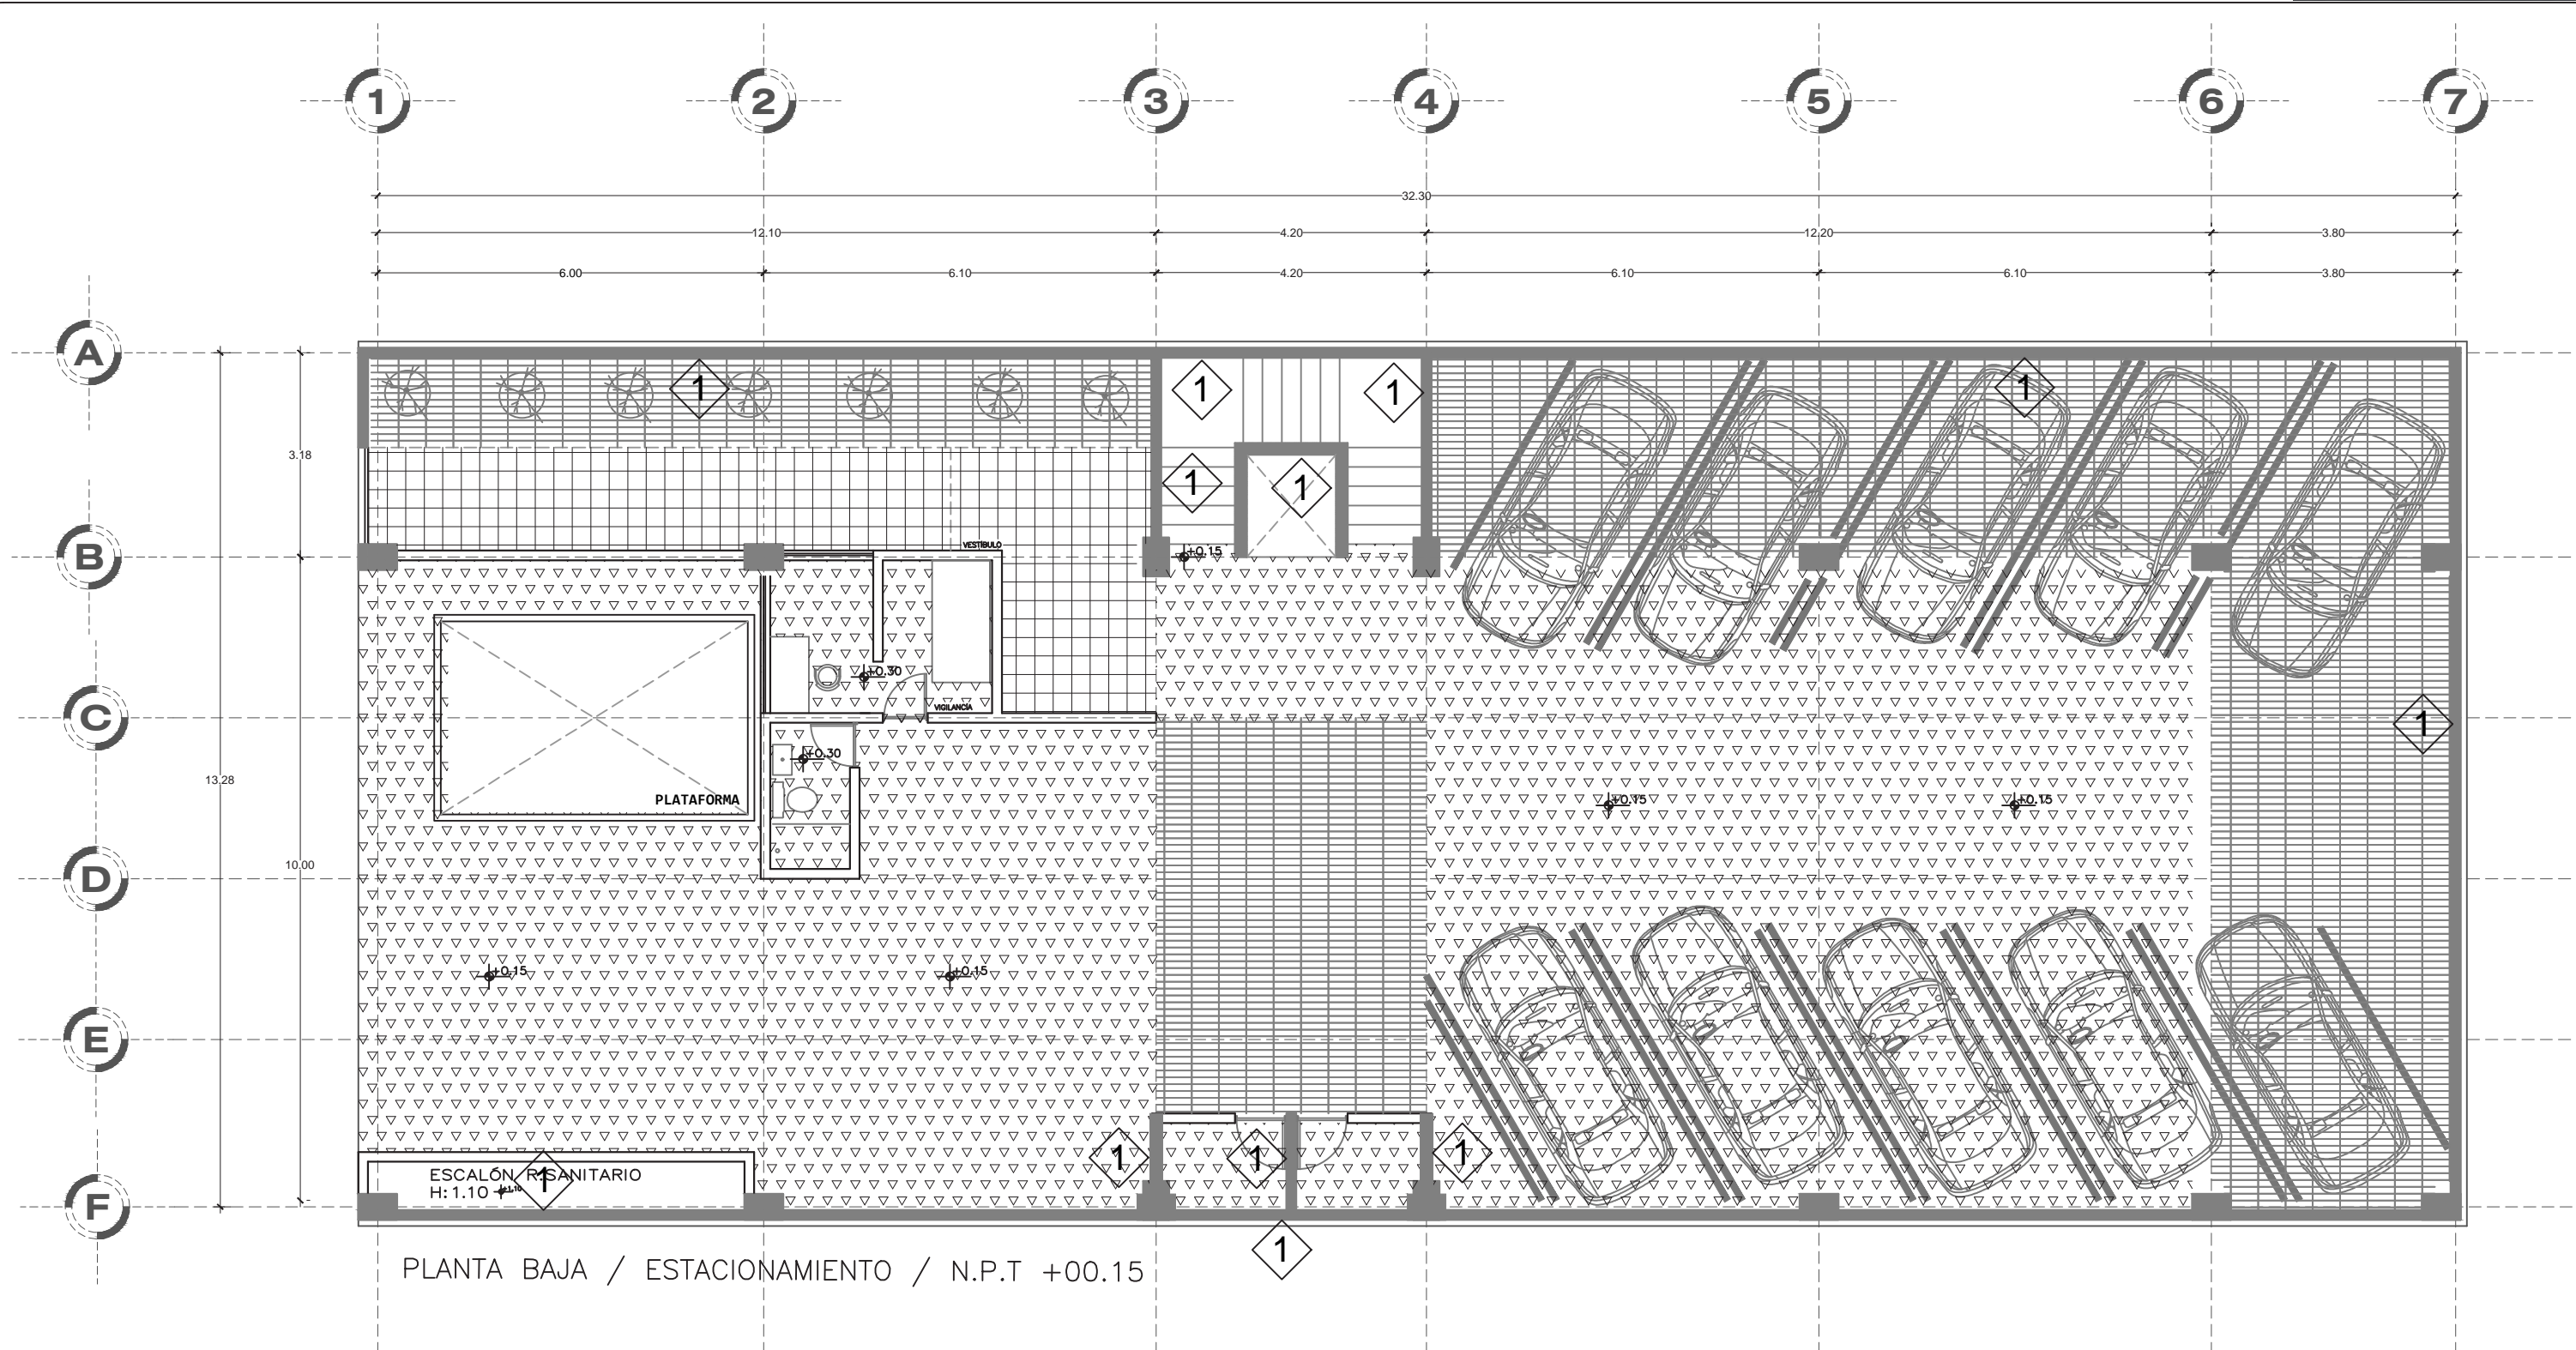 1 2 3 4 5 6 7
32.30
12.10 4.20 12.20 3.80
6.00 6.10 4.20 6.10 6.10 3.80
A
1 1 1 1
3.18
1 1
B
VESTÍBULO
+0.15
+0.30
VIGILANCIA
C
1
+0.30
13.28
PLATAFORMA
+0.15 +0.15
10.00
D
+0.15 +0.15
E
1 1 1
ESCALÓN R.SANITARIO
1
H:1.10 +1.10
F
1
PLANTA BAJA / ESTACIONAMIENTO / N.P.T +00.15